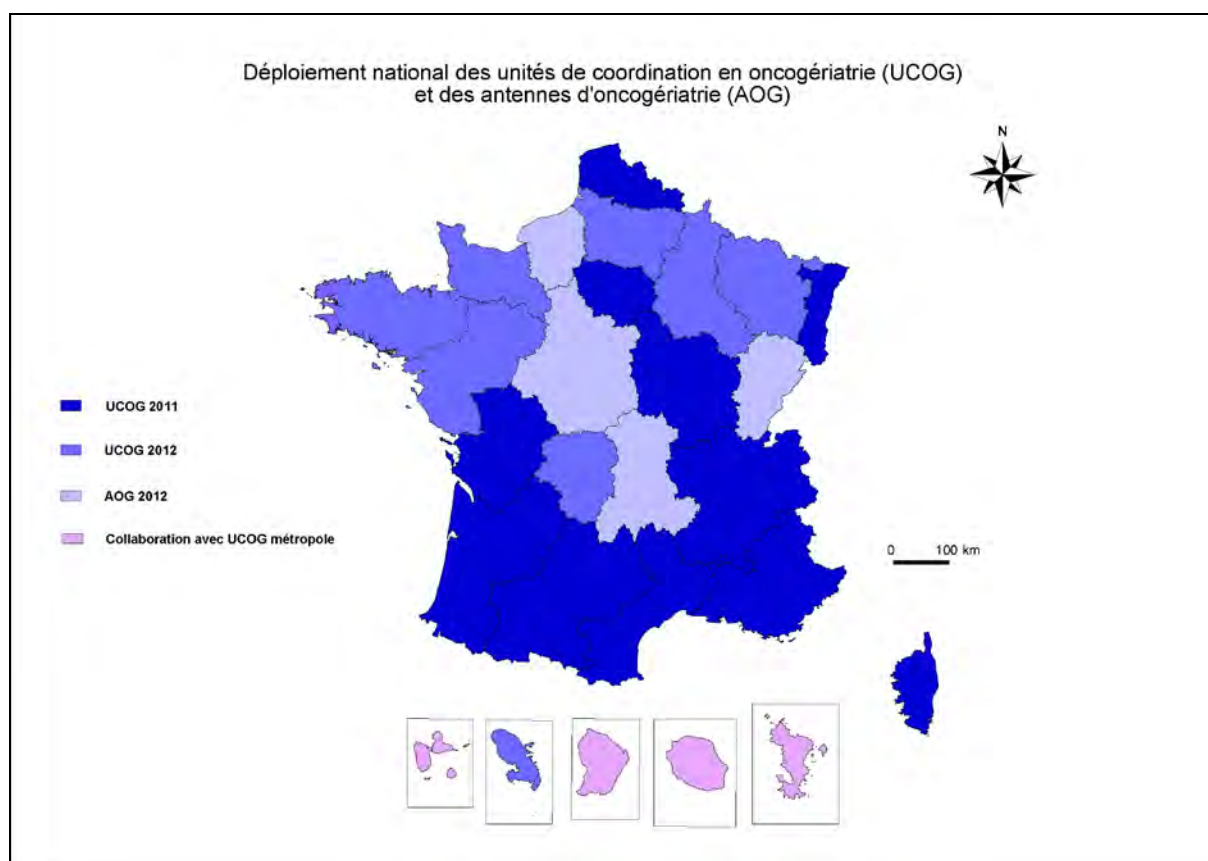 Déploiement national des unités de coordination en oncogériatrie (UCOG)
et des antennes d'oncogériatrie (AOG)
N
UCOG 2011
UCOG 2012
AOG 2012
Collaboration avec UCOG métropole
0 100 km